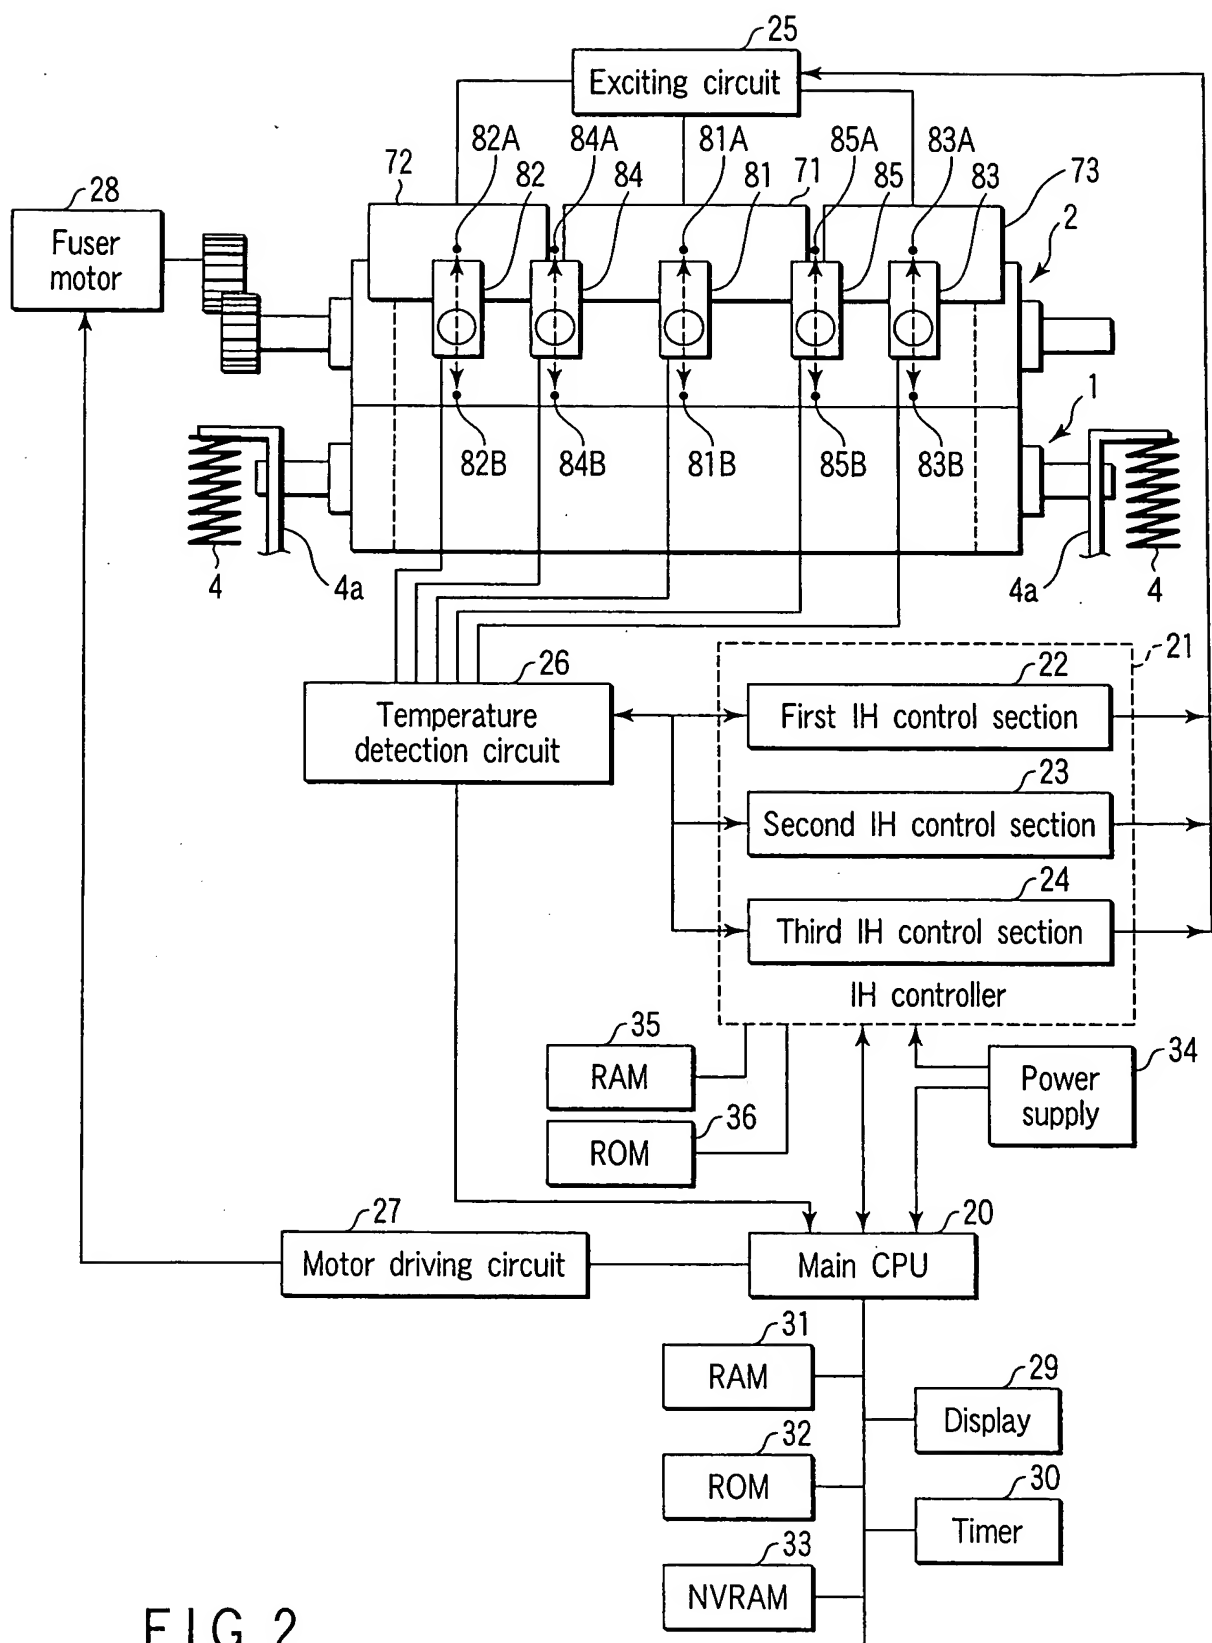 25
Exciting circuit
82A
84A
81A
85A
83A
72
82
84
81
71
85
83
73
28
2
Fuser
motor
1
82B
84B
81B
85B
83B
4
4a
4a
4
21
26
22
Temperature
detection circuit
First IH control section
23
Second IH control section
24
Third IH control section
IH controller
35
RAM
34
Power
supply
36
ROM
27
20
Motor driving circuit
Main CPU
31
RAM
29
Display
32
ROM
30
Timer
33
NVRAM
FIG. 2